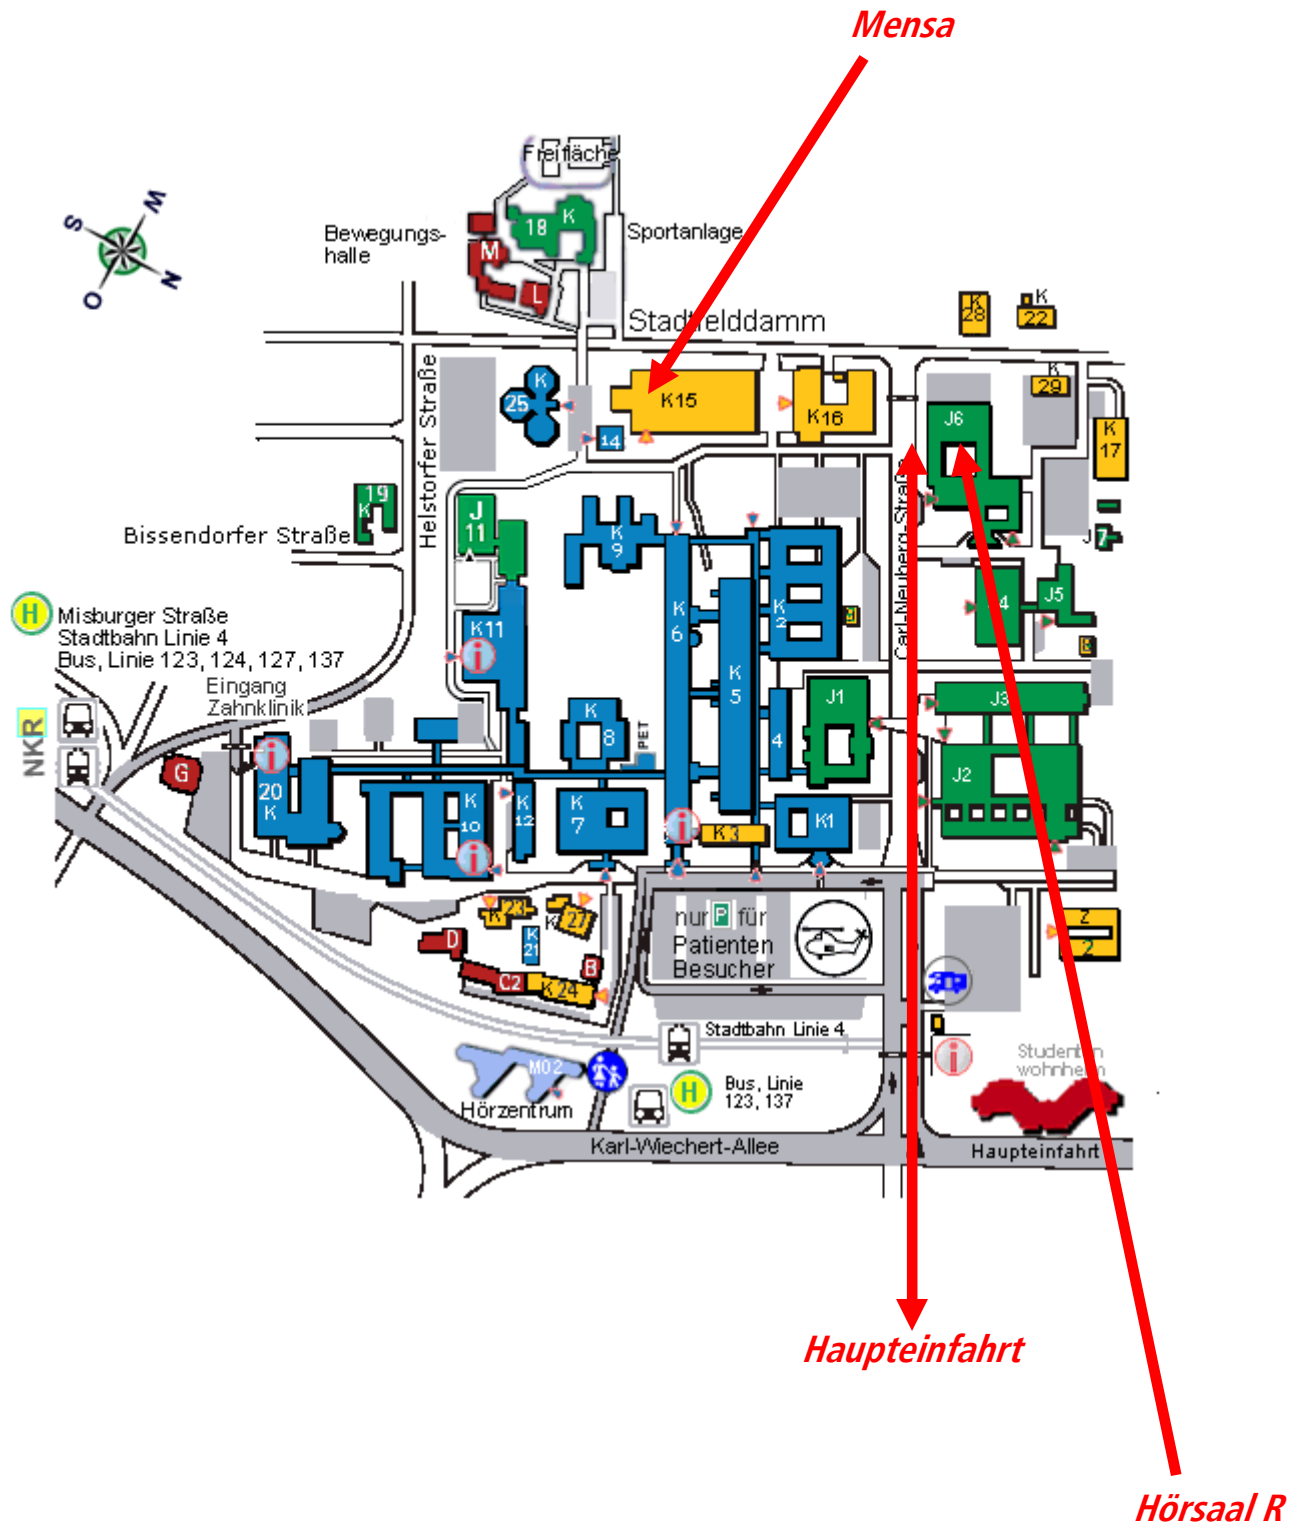 Mensa
Freifläche
W
S
N
O
18
K
Bewegungs-
halle
Sportanlage
M
L
K
28
K
22
Stadtfelddamm
K
29
K
25
K15
K16
J6
K
17
14
Helstorfer Straße
19
K
J
11
K
9
Carl-Neuberg-Straße
Bissendorfer Straße
J7
H
Misburger Straße
Stadtbahn Linie 4
Bus, Linie 123, 124, 127, 137
K
6
K
2
J5
K11
i
Eingang
Zahnklinik
K
5
J1
J3
NKR
K
8
PET
4
G
i
20
K
J2
K
10
K
12
K
7
i
K3
K1
i
K
23
K
27
nur P für
Patienten
Besucher
Z
2
D
K
21
B
C2
K24
Stadtbahn Linie 4
i
Studenten
wohnheim
M02
H
Bus, Linie
123, 137
Hörzentrum
Karl-Wiechert-Allee
Haupteinfahrt
Haupteinfahrt
Hörsaal R